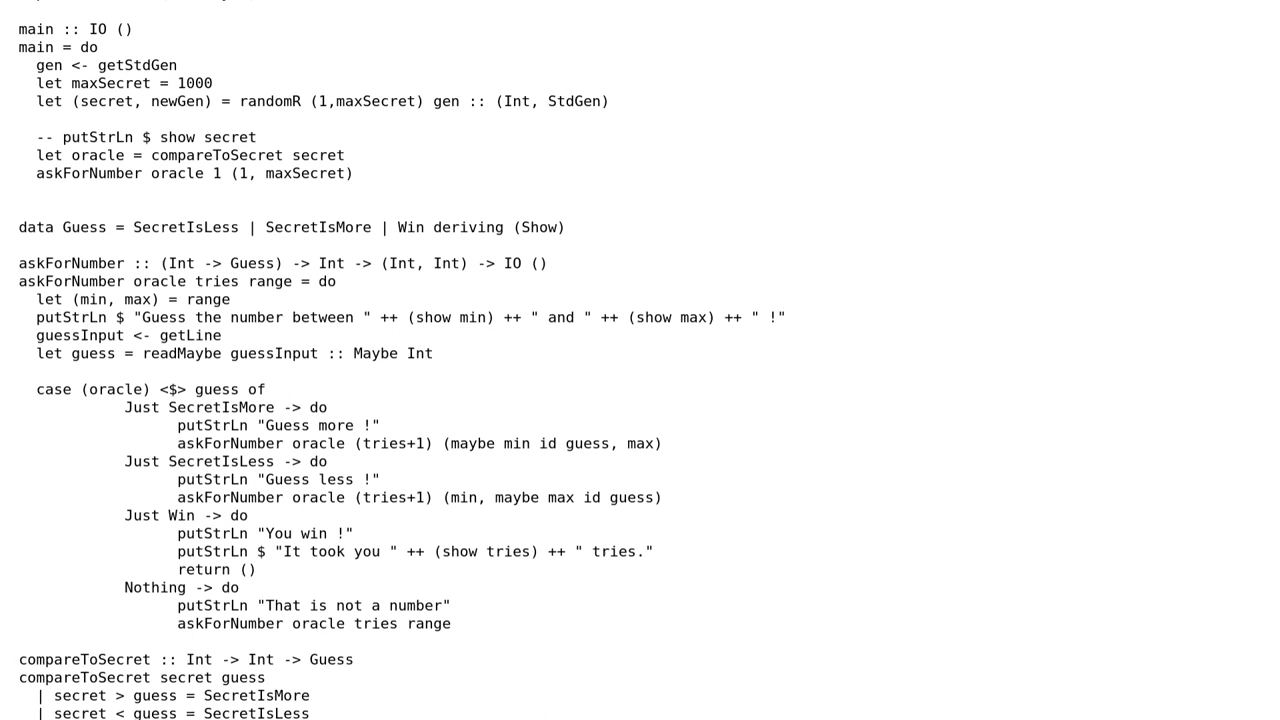 main :: IO ()
main = do
  gen <- getStdGen
  let maxSecret = 1000
  let (secret, newGen) = randomR (1,maxSecret) gen :: (Int, StdGen)

  -- putStrLn $ show secret
  let oracle = compareToSecret secret
  askForNumber oracle 1 (1, maxSecret)


data Guess = SecretIsLess | SecretIsMore | Win deriving (Show)

askForNumber :: (Int -> Guess) -> Int -> (Int, Int) -> IO ()
askForNumber oracle tries range = do
  let (min, max) = range
  putStrLn $ "Guess the number between " ++ (show min) ++ " and " ++ (show max) ++ " !"
  guessInput <- getLine
  let guess = readMaybe guessInput :: Maybe Int

  case (oracle) <$> guess of
            Just SecretIsMore -> do
                  putStrLn "Guess more !"
                  askForNumber oracle (tries+1) (maybe min id guess, max)
            Just SecretIsLess -> do
                  putStrLn "Guess less !"
                  askForNumber oracle (tries+1) (min, maybe max id guess)
            Just Win -> do
                  putStrLn "You win !"
                  putStrLn $ "It took you " ++ (show tries) ++ " tries."
                  return ()
            Nothing -> do
                  putStrLn "That is not a number"
                  askForNumber oracle tries range

compareToSecret :: Int -> Int -> Guess
compareToSecret secret guess
  | secret > guess = SecretIsMore
  | secret < guess = SecretIsLess